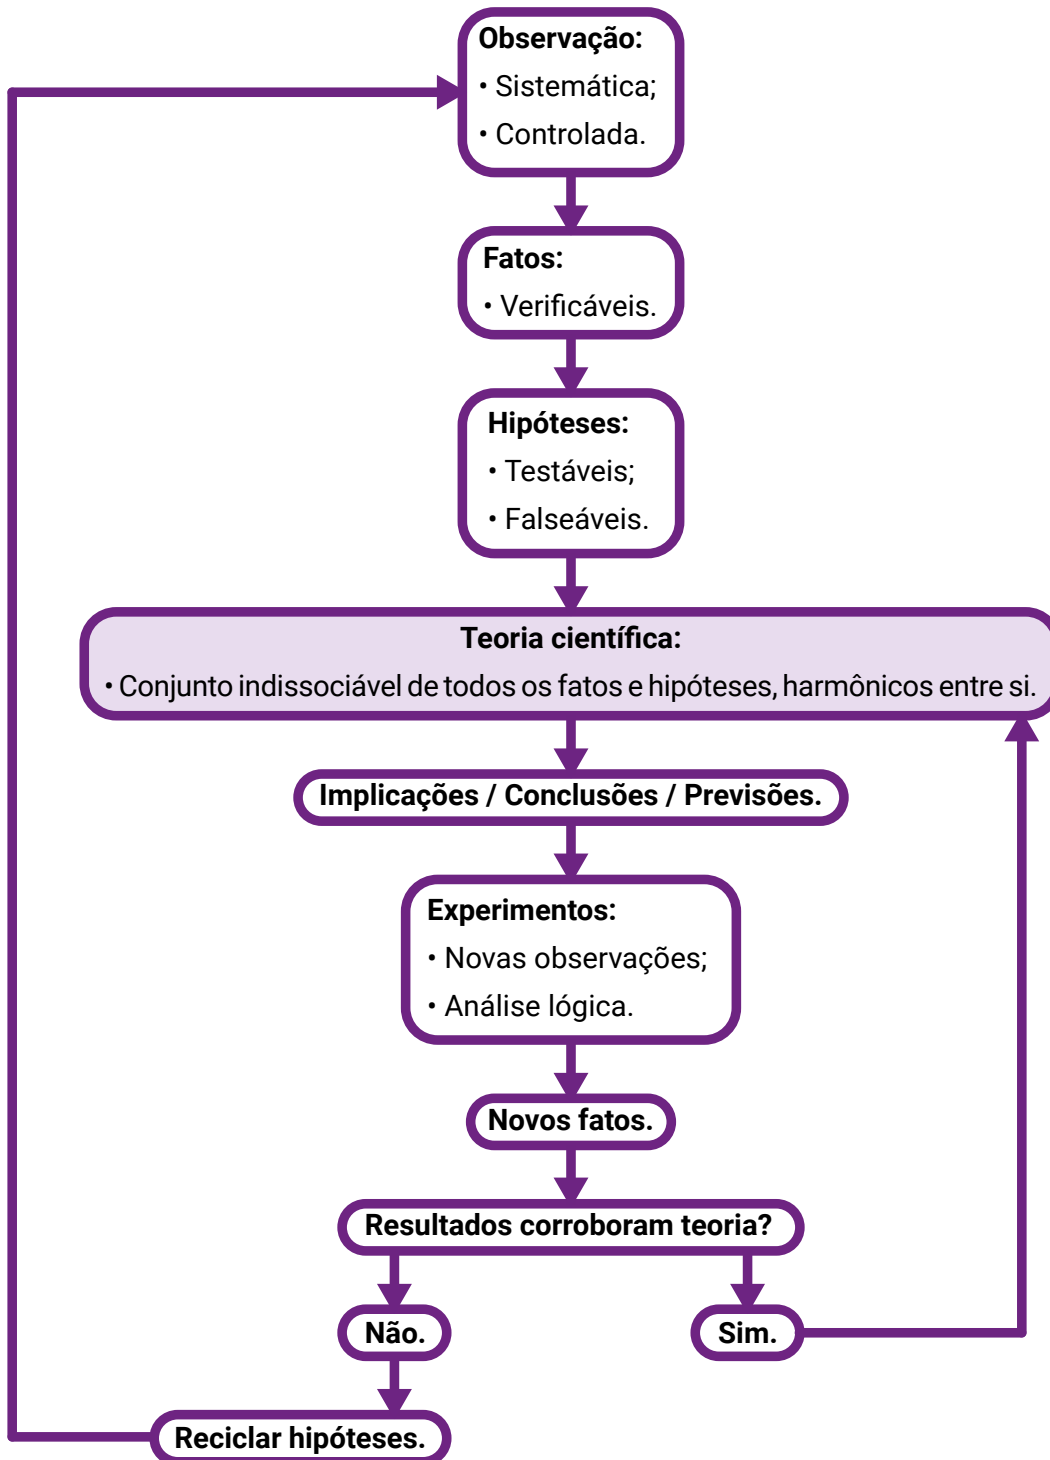 Observação:
• Sistemática;
• Controlada.
Fatos:
• Verificáveis.
Hipóteses:
• Testáveis;
• Falseáveis.
Teoria científica:
• Conjunto indissociável de todos os fatos e hipóteses, harmônicos entre si.
Implicações / Conclusões / Previsões.
Experimentos:
• Novas observações;
• Análise lógica.
Novos fatos.
Resultados corroboram teoria?
Não.
Sim.
Reciclar hipóteses.